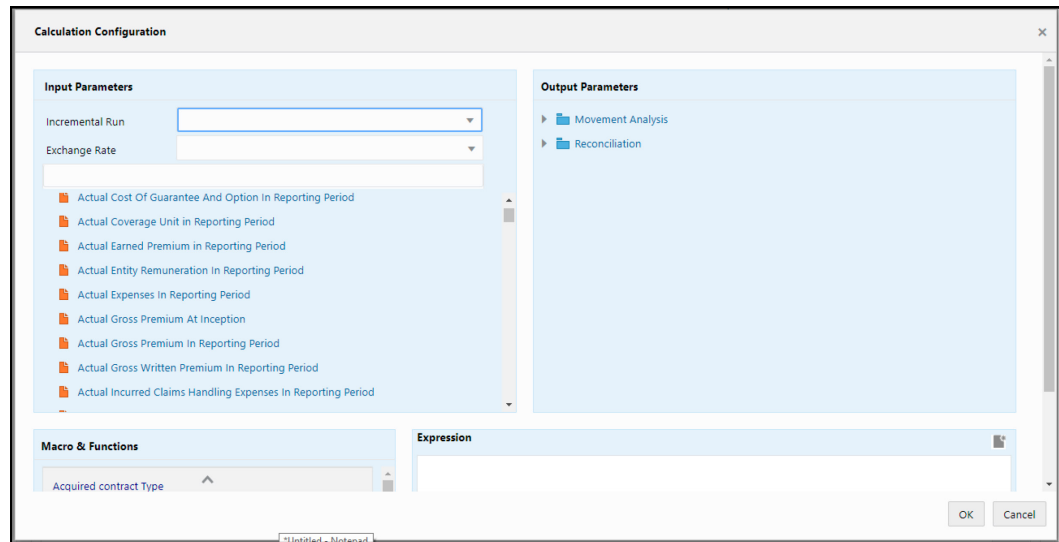 Calculation Configuration
Input Parameters
Incremental Run
Exchange Rate
Actual Cost Of Guarantee And Option In Reporting Period
Actual Coverage Unit in Reporting Period
Actual Earned Premium in Reporting Period
Actual Entity Remuneration In Reporting Period
Actual Expenses In Reporting Period
Actual Gross Premium At Inception
Actual Gross Premium In Reporting Period
Actual Gross Written Premium In Reporting Period
Actual Incurred Claims Handling Expenses In Reporting Period
Output Parameters
Movement Analysis
Reconciliation
Macro & Functions
Acquired contract Type
Expression
OK Cancel
*Untitled - Notepad